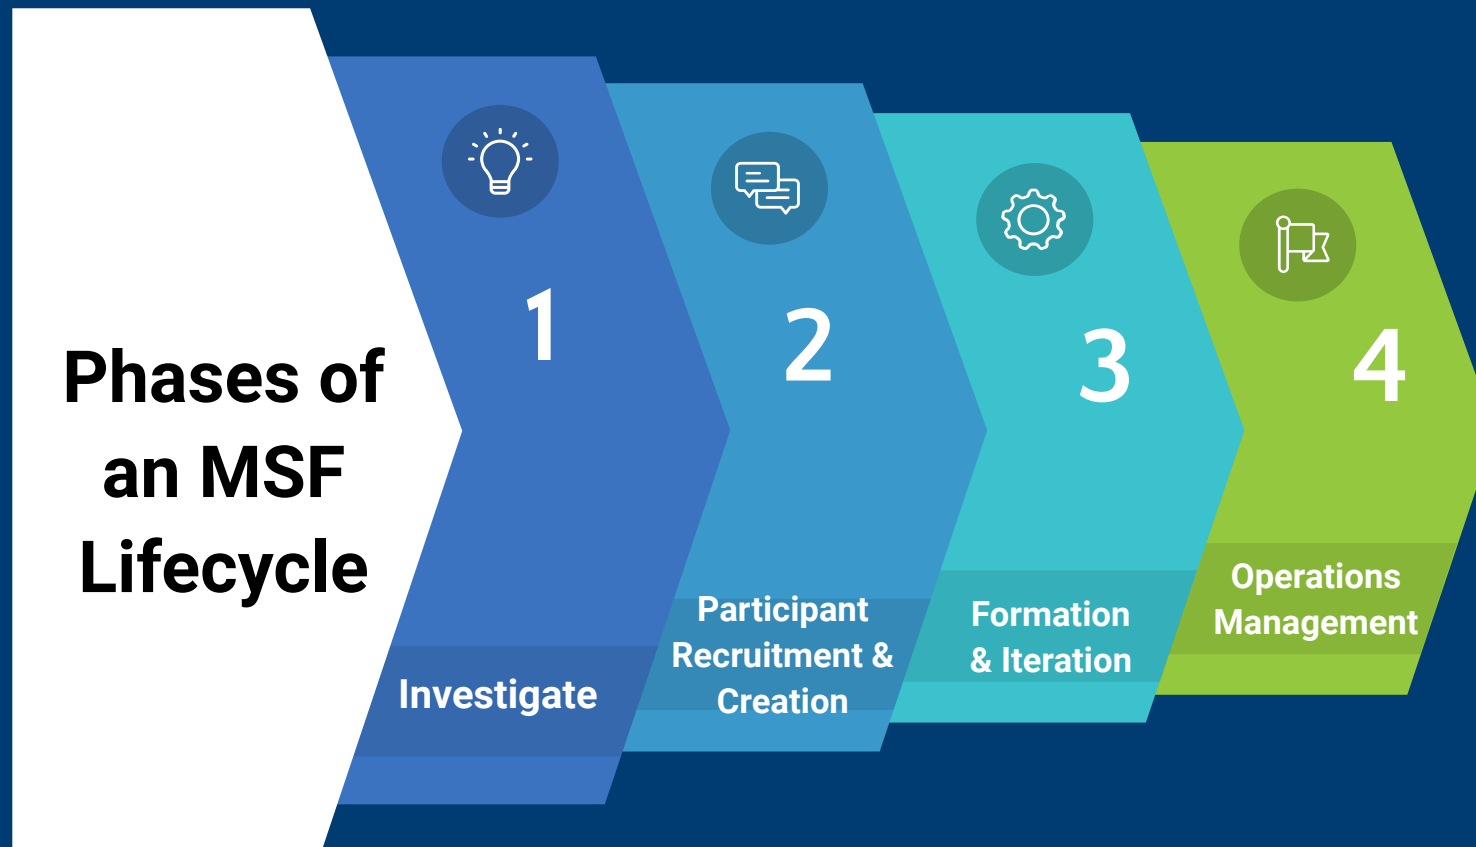 Phases of
an MSF
Lifecycle
1
Investigate
2
Participant
Recruitment &
Creation
3
Formation
& Iteration
4
Operations
Management